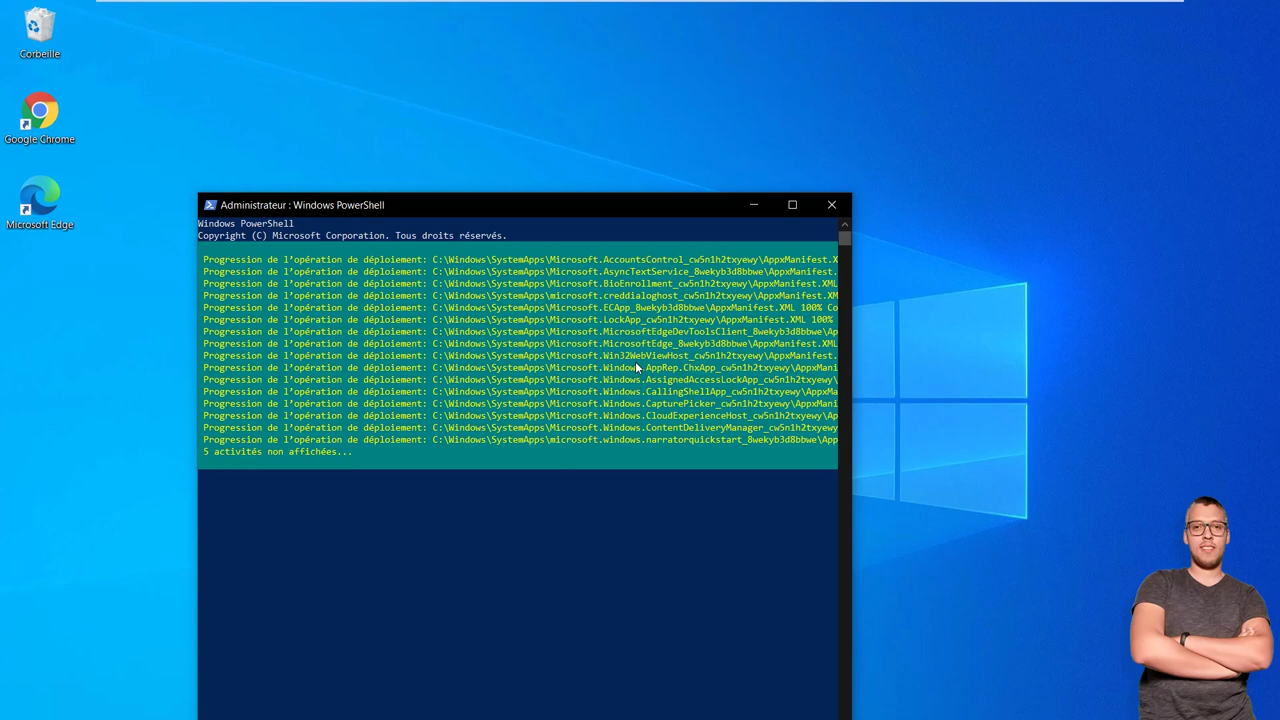 Corbeille
Google Chrome
Microsoft Edge
Administrateur : Windows PowerShell
Windows PowerShell
Copyright (C) Microsoft Corporation. Tous droits réservés.
Progression de l’opération de déploiement: C:\Windows\SystemApps\Microsoft.AccountsControl_cw5n1h2txyewy\AppxManifest.X
Progression de l’opération de déploiement: C:\Windows\SystemApps\Microsoft.AsyncTextService_8wekyb3d8bbwe\AppxManifest.
Progression de l’opération de déploiement: C:\Windows\SystemApps\Microsoft.BioEnrollment_cw5n1h2txyewy\AppxManifest.XML
Progression de l’opération de déploiement: C:\Windows\SystemApps\microsoft.creddialoghost_cw5n1h2txyewy\AppxManifest.XM
Progression de l’opération de déploiement: C:\Windows\SystemApps\Microsoft.ECApp_8wekyb3d8bbwe\AppxManifest.XML 100% Co
Progression de l’opération de déploiement: C:\Windows\SystemApps\Microsoft.LockApp_cw5n1h2txyewy\AppxManifest.XML 100%
Progression de l’opération de déploiement: C:\Windows\SystemApps\Microsoft.MicrosoftEdgeDevToolsClient_8wekyb3d8bbwe\Ap
Progression de l’opération de déploiement: C:\Windows\SystemApps\Microsoft.MicrosoftEdge_8wekyb3d8bbwe\AppxManifest.XML
Progression de l’opération de déploiement: C:\Windows\SystemApps\Microsoft.Win32WebViewHost_cw5n1h2txyewy\AppxManifest.
Progression de l’opération de déploiement: C:\Windows\SystemApps\Microsoft.Windows.AppRep.ChxApp_cw5n1h2txyewy\AppxMani
Progression de l’opération de déploiement: C:\Windows\SystemApps\Microsoft.Windows.AssignedAccessLockApp_cw5n1h2txyewy\
Progression de l’opération de déploiement: C:\Windows\SystemApps\Microsoft.Windows.CallingShellApp_cw5n1h2txyewy\AppxMa
Progression de l’opération de déploiement: C:\Windows\SystemApps\Microsoft.Windows.CapturePicker_cw5n1h2txyewy\AppxMani
Progression de l’opération de déploiement: C:\Windows\SystemApps\Microsoft.Windows.CloudExperienceHost_cw5n1h2txyewy\Ap
Progression de l’opération de déploiement: C:\Windows\SystemApps\Microsoft.Windows.ContentDeliveryManager_cw5n1h2txyewy
Progression de l’opération de déploiement: C:\Windows\SystemApps\microsoft.windows.narratorquickstart_8wekyb3d8bbwe\App
5 activités non affichées...